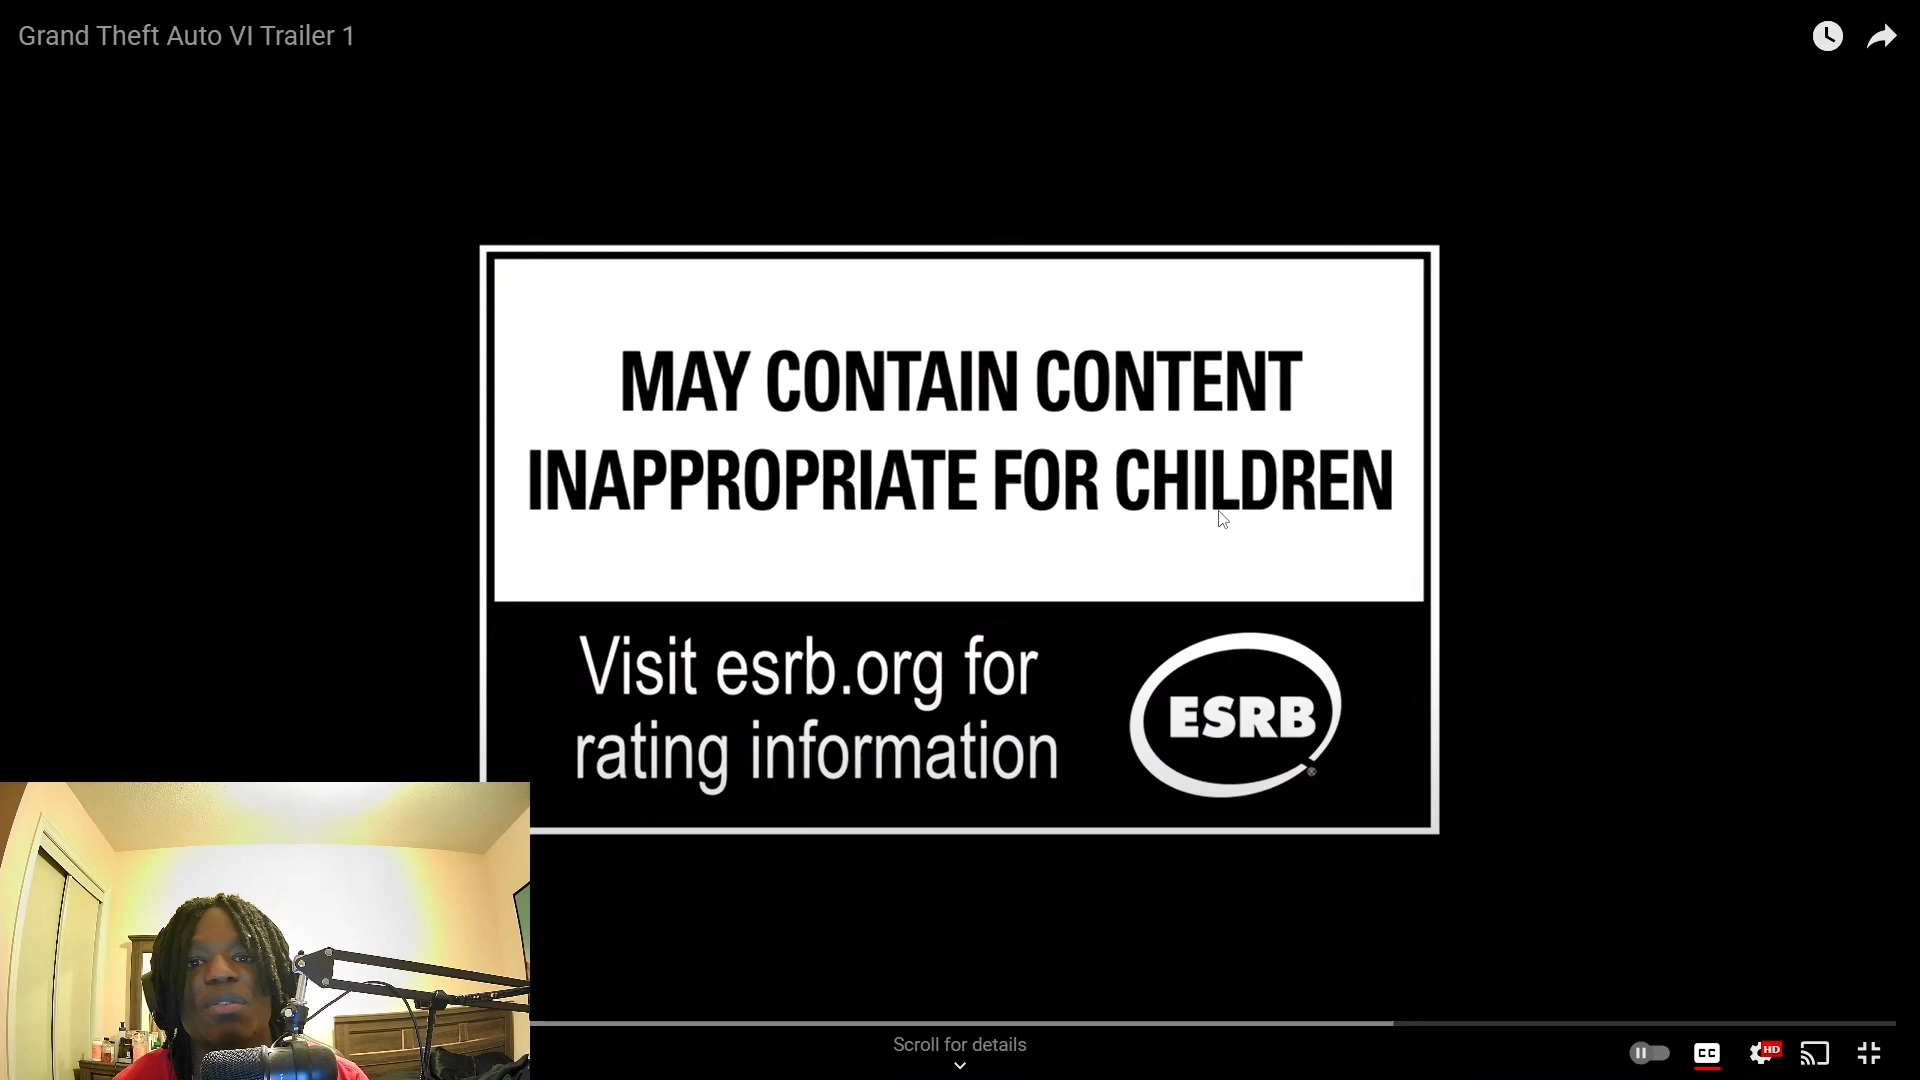 Grand Theft Auto VI Trailer 1
MAY CONTAIN CONTENT
INAPPROPRIATE FOR CHILDREN
Visit esrb.org for
rating information
ESRB
®
Scroll for details
CC
HD